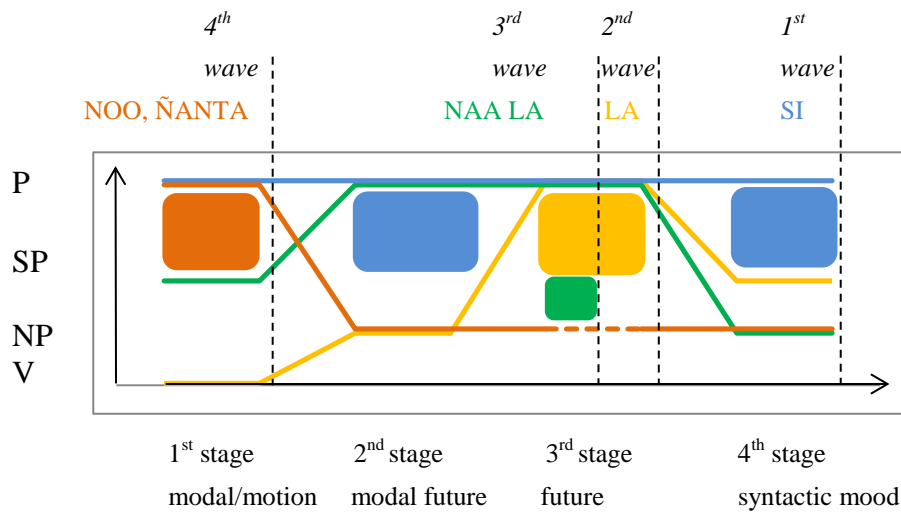 4th 3rd 2nd 1st
wave wave wave wave
NOO, ÑANTA NAA LA LA SI
P
SP
NP
V
1st stage 2nd stage 3rd stage 4th stage
modal/motion modal future future syntactic mood